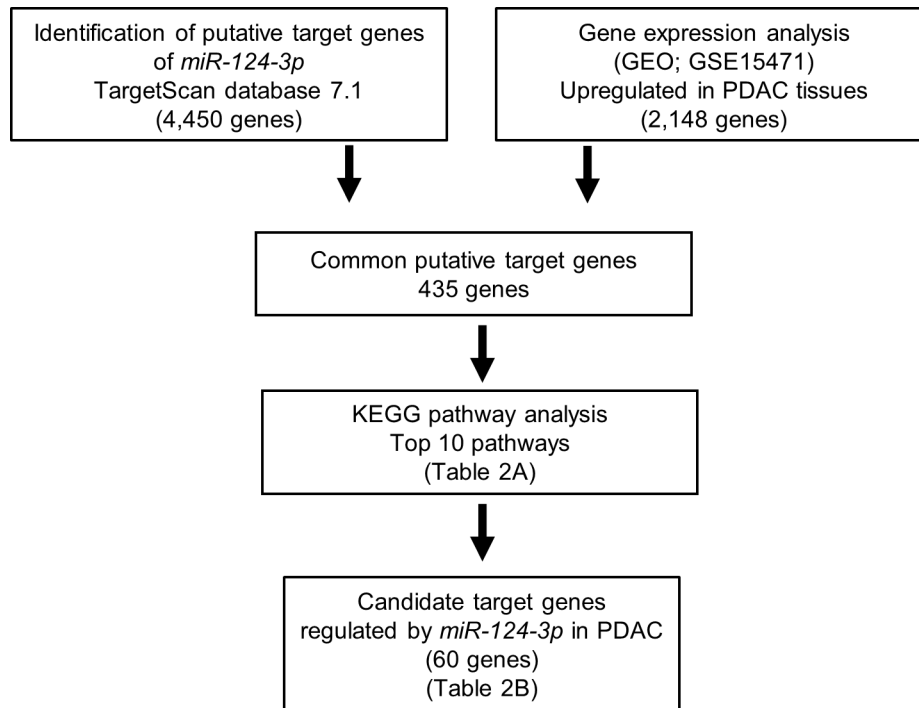 Identification of putative target genes
of miR-124-3p
TargetScan database 7.1
(4,450 genes)
Gene expression analysis
(GEO; GSE15471)
Upregulated in PDAC tissues
(2,148 genes)
Common putative target genes
435 genes
KEGG pathway analysis
Top 10 pathways
(Table 2A)
Candidate target genes
regulated by miR-124-3p in PDAC
(60 genes)
(Table 2B)